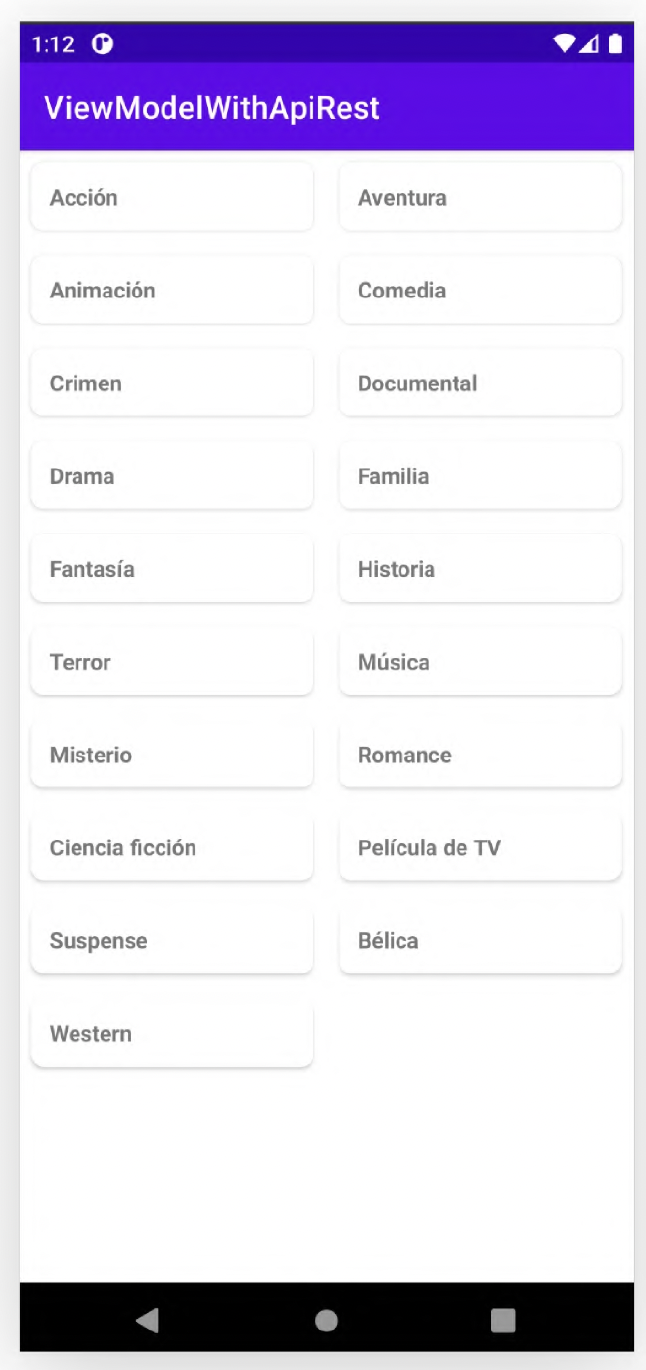 1:12
ViewModelWithApiRest
Acción
Aventura
Animación
Comedia
Crimen
Documental
Drama
Familia
Fantasía
Historia
Terror
Música
Misterio
Romance
Ciencia ficción
Película de TV
Suspense
Bélica
Western